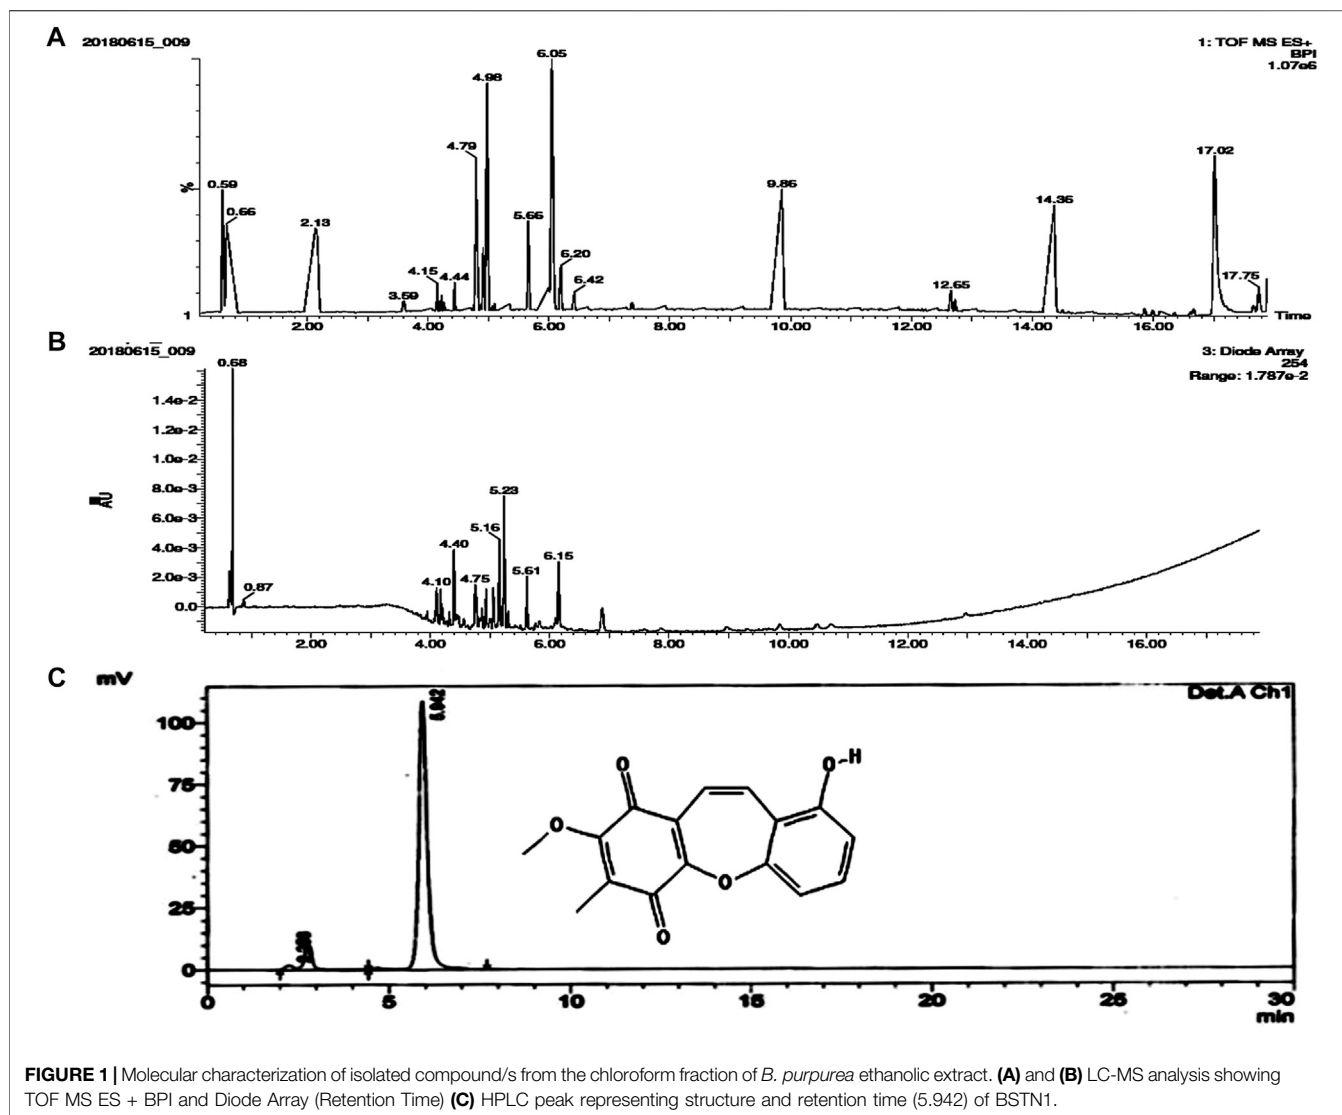 A
20180615_009
1: TOF MS ES+
BPI
1.07e6
6.05
4.98
4.79
17.02
0.59
0.66
2.13
9.86
14.36
5.66
6.20
6.42
4.15
4.44
3.59
12.65
17.75
%
1
2.00 4.00 6.00 8.00 10.00 12.00 14.00 16.00
Time
B
20180615_009
3: Diode Array
254
Range: 1.787e-2
0.68
1.4e-2
1.2e-2
1.0e-2
8.0e-3
6.0e-3
4.0e-3
2.0e-3
0.0
AU
5.23
5.16
4.40
4.10
4.75
5.61
6.15
0.87
2.00 4.00 6.00 8.00 10.00 12.00 14.00 16.00
C
mV
Det.A Ch1
5.942
100
75
50
25
0
O
O-H
O
O
O
0 5 10 15 20 25 30
min
FIGURE 1 | Molecular characterization of isolated compound/s from the chloroform fraction of B. purpurea ethanolic extract. (A) and (B) LC-MS analysis showing
TOF MS ES + BPI and Diode Array (Retention Time) (C) HPLC peak representing structure and retention time (5.942) of BSTN1.